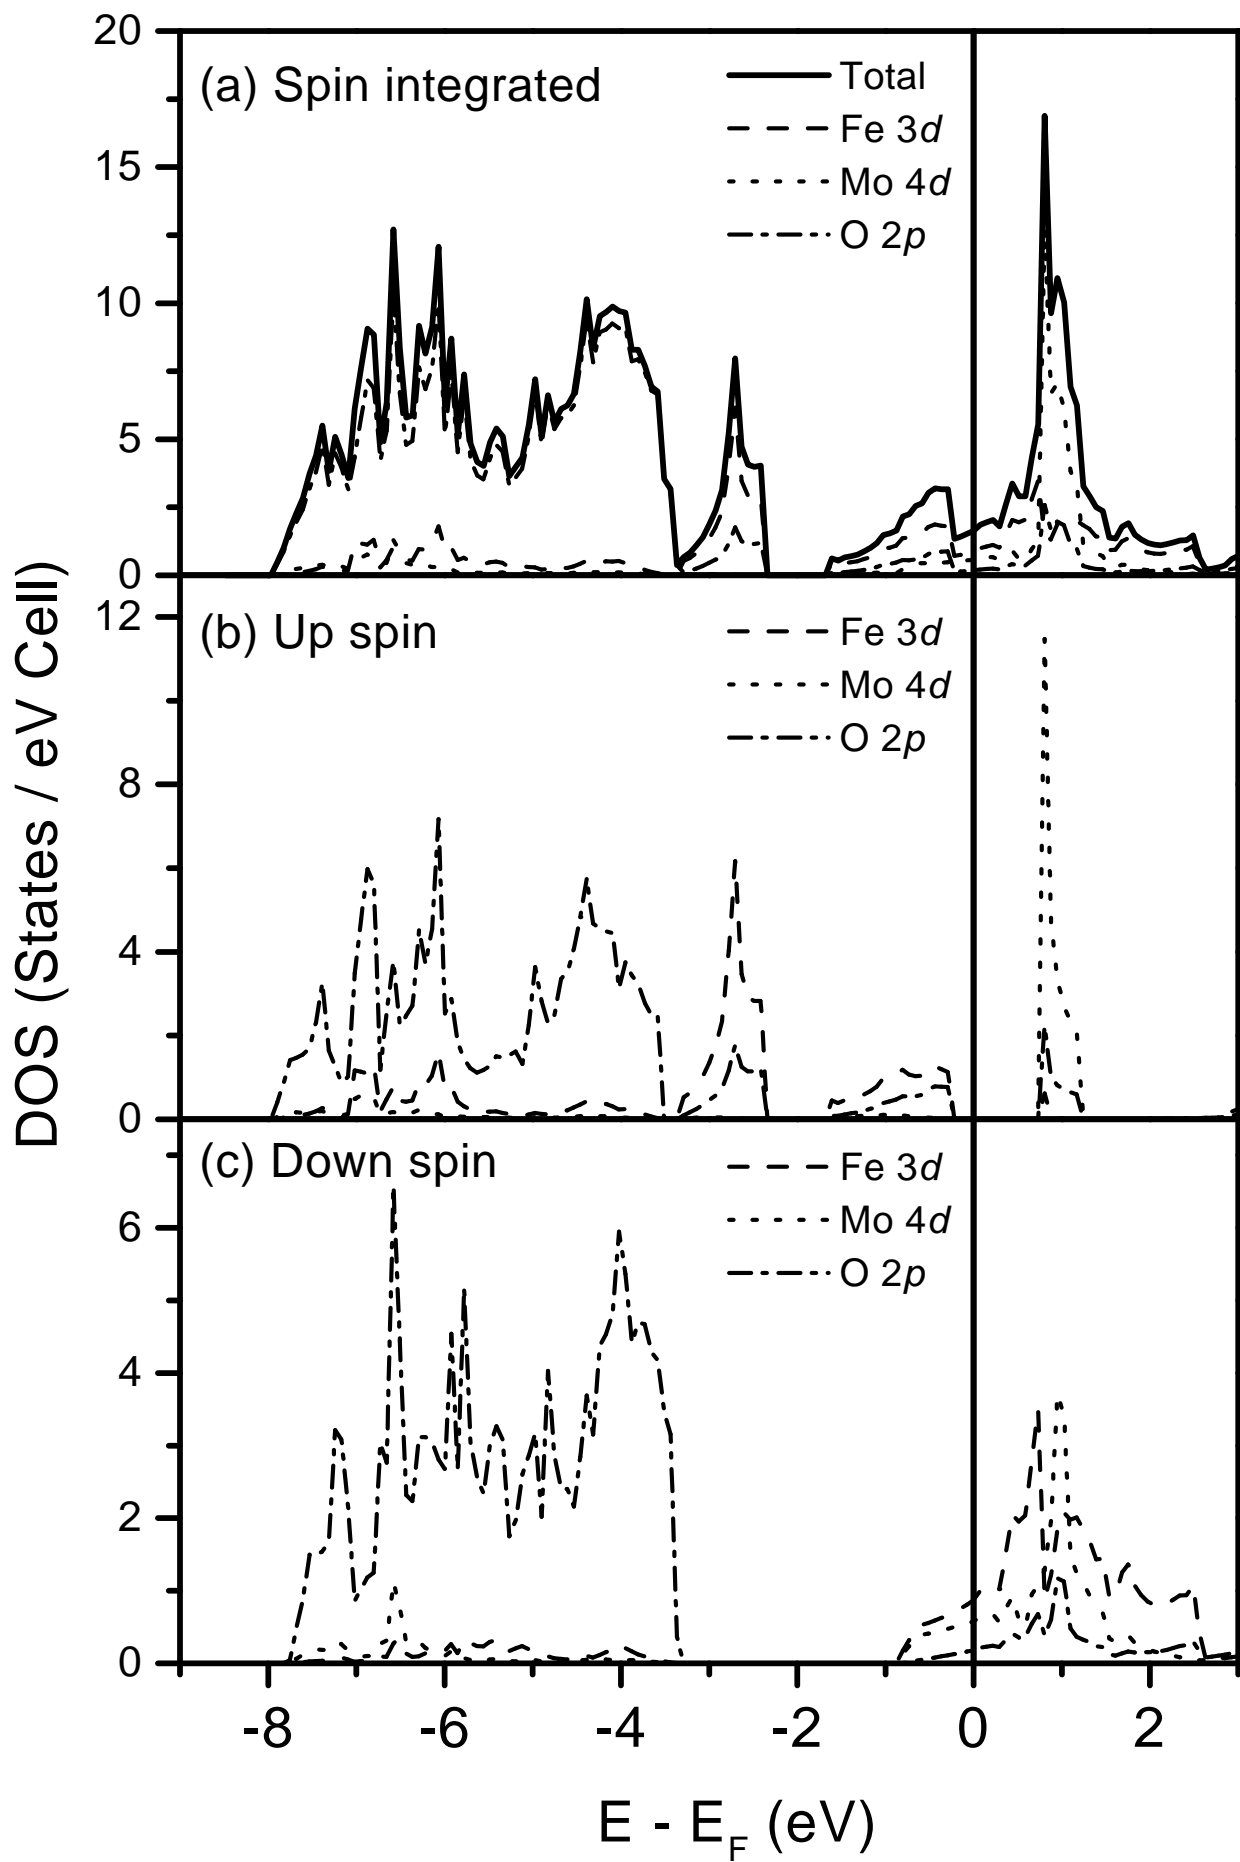 20
(a) Spin integrated
Total
Fe 3d
Mo 4d
O 2p
15
10
5
0
(b) Up spin
Fe 3d
Mo 4d
O 2p
12
8
4
0
(c) Down spin
Fe 3d
Mo 4d
O 2p
6
4
2
0
DOS (States / eV Cell)
-8 -6 -4 -2 0 2
E - E_F (eV)